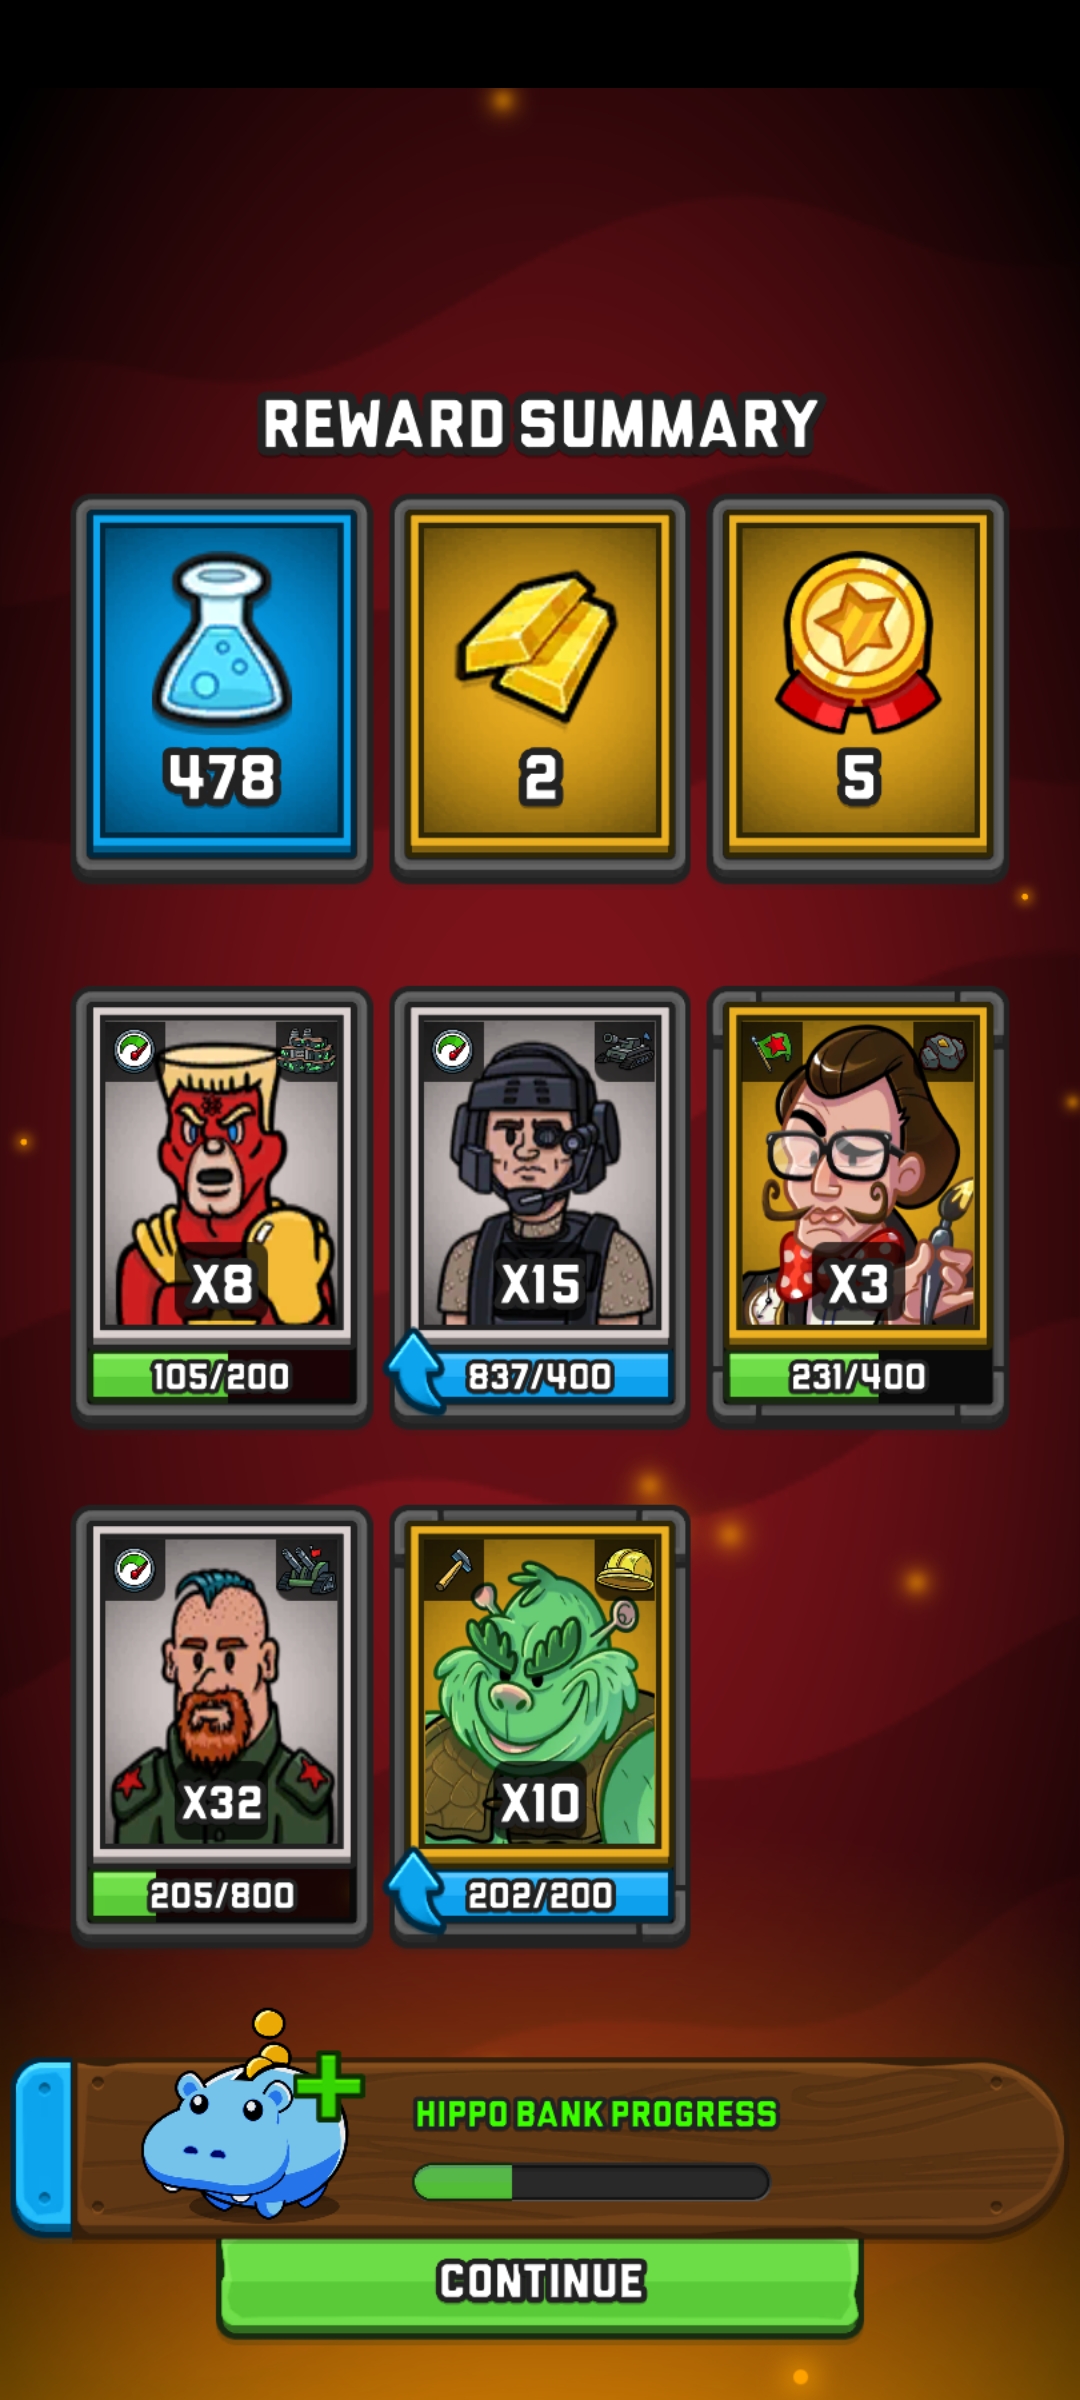 REWARD SUMMARY
478
2
5
X8
X15
X3
105/200
837/400
231/400
X32
X10
205/800
202/200
HIPPO BANK PROGRESS
CONTINUE